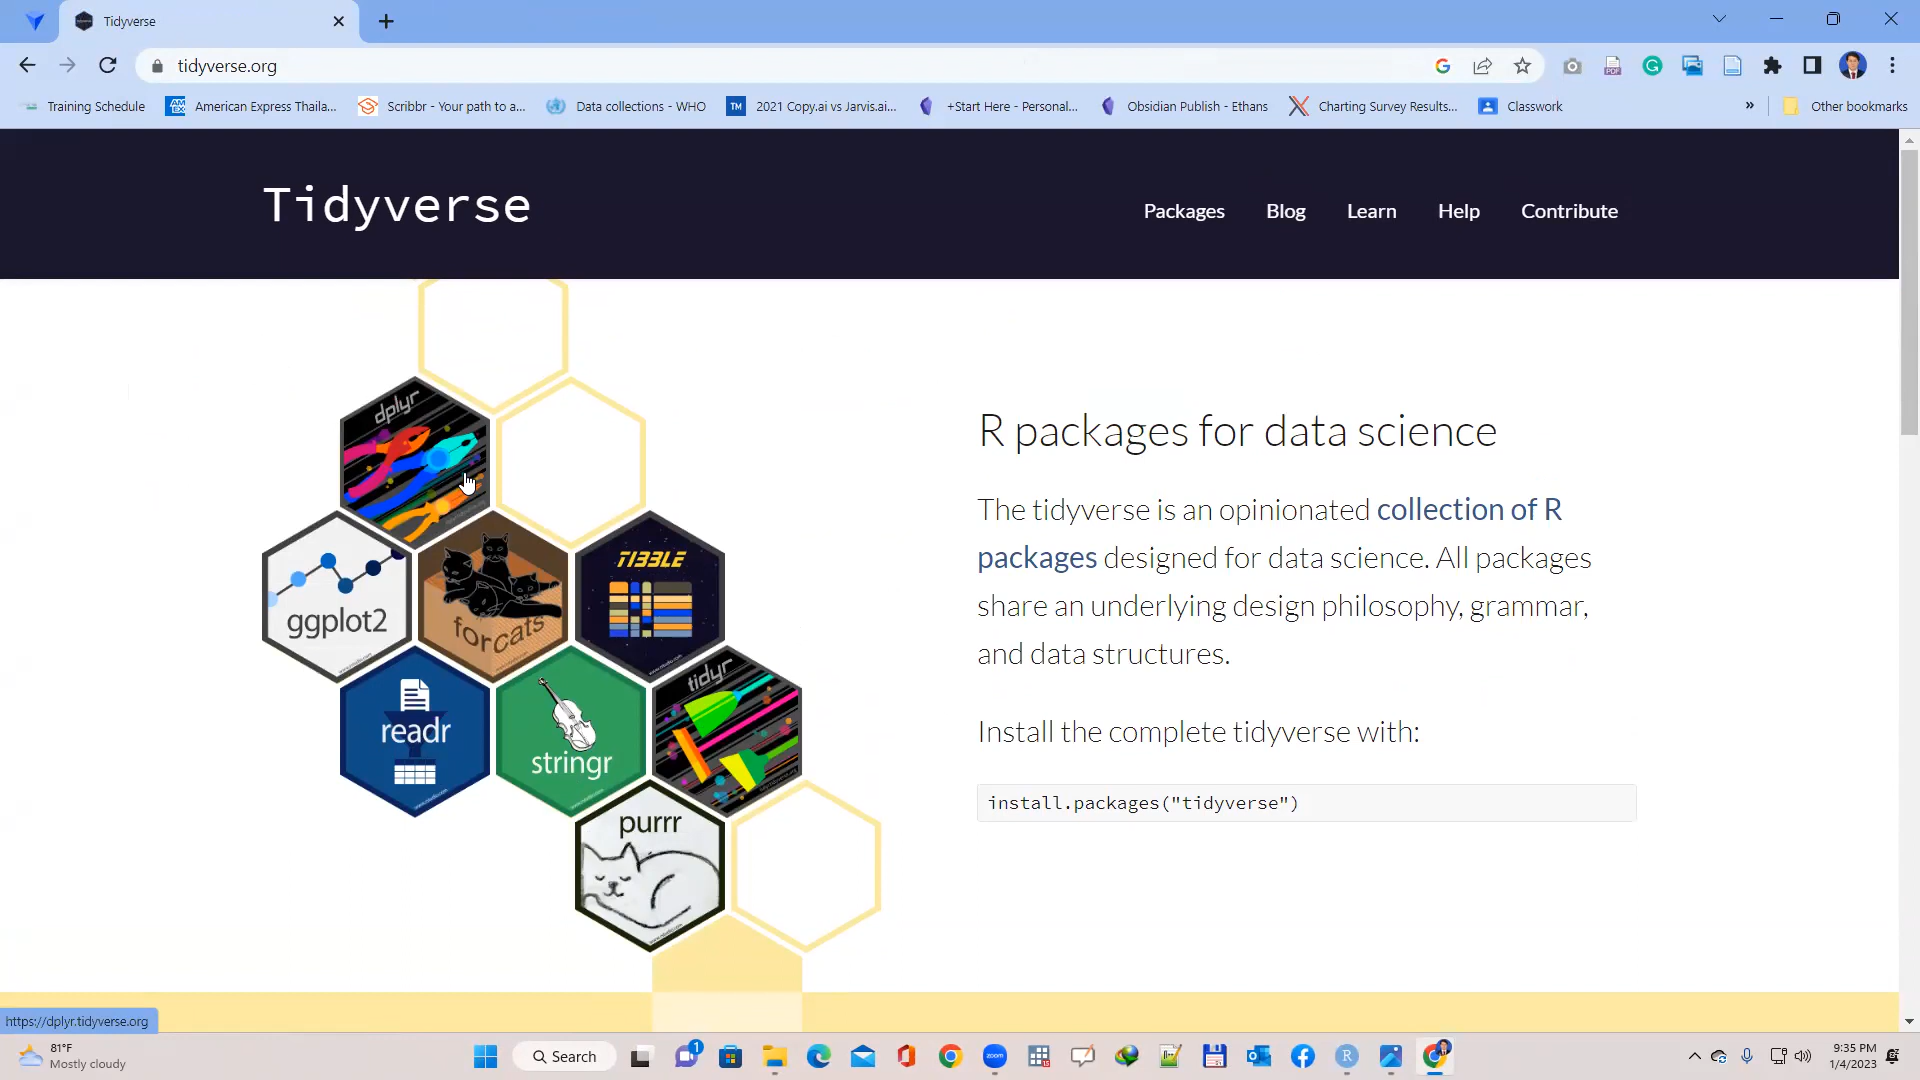 Tidyverse
tidyverse.org
Training Schedule
AM EX
American Express Thaila...
Scribbr - Your path to a...
Data collections - WHO
TM
2021 Copy.ai vs Jarvis.ai...
+Start Here - Personal...
Obsidian Publish - Ethans
Charting Survey Results...
Classwork
»
Other bookmarks
Tidyverse
Packages
Blog
Learn
Help
Contribute
dplyr
ggplot2
forcats
TIBBLE
readr
stringr
tidyr
purrr
R packages for data science
The tidyverse is an opinionated collection of R
packages designed for data science. All packages
share an underlying design philosophy, grammar,
and data structures.
Install the complete tidyverse with:
install.packages("tidyverse")
https://dplyr.tidyverse.org
81°F
Mostly cloudy
Search
1
zoom
R
9:35 PM
1/4/2023